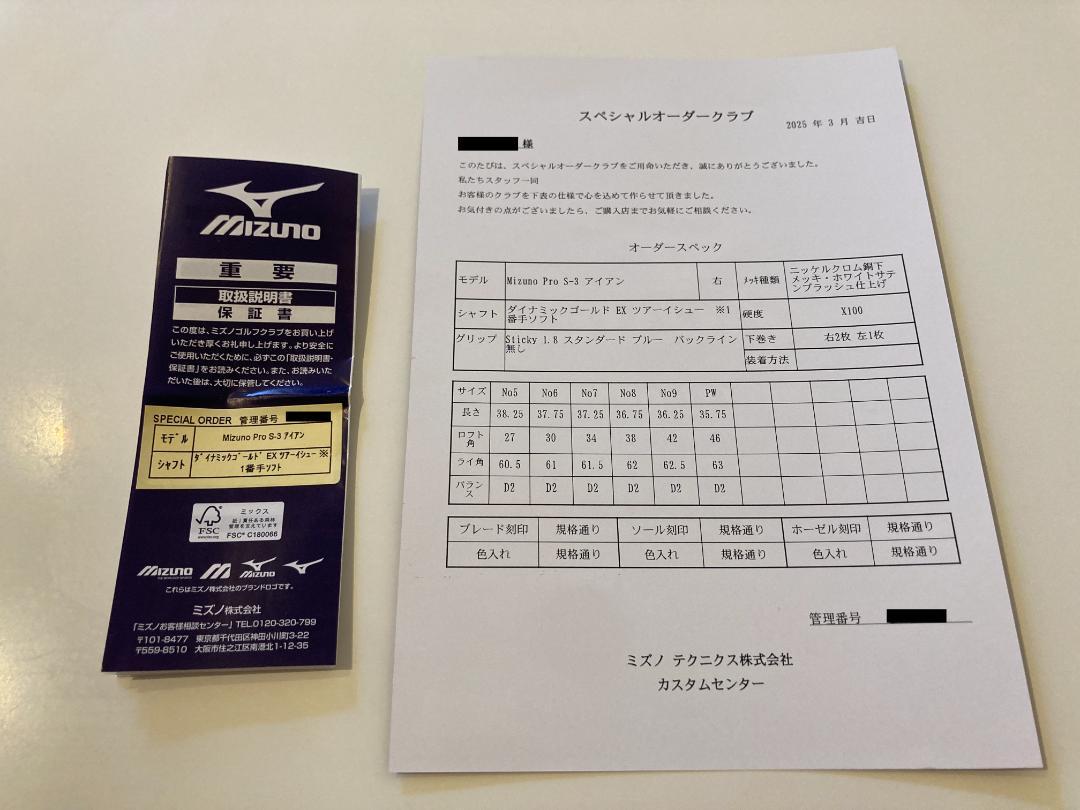 MIZUNO
重要
取扱説明書
保証書
この度は、ミズノゴルフクラブをお買い上げ
いただき厚くお礼申し上げます。より安全に
ご使用いただくために、必ずこの「取扱説明書・
保証書」をお読みください。また、お読みいた
だいた後は、大切に保管してください。
SPECIAL ORDER 管理番号
モデル Mizuno Pro S-3 アイアン
シャフト ダイナミックゴールド EX ツアーイシュー ※
1番手ソフト
ミックス
紙|責任ある森林
管理を支えています
FSC
FSC® C180066
MIZUNO
MIZUNO
これらはミズノ株式会社のブランドロゴです。
ミズノ株式会社
「ミズノお客様相談センター」TEL.0120-320-799
〒101-8477 東京都千代田区神田小川町3-22
〒559-8510 大阪市住之江区南港北1-12-35
スペシャルオーダークラブ
2025 年 3 月 吉日
様
このたびは、スペシャルオーダークラブをご用命いただき、誠にありがとうございました。
私たちスタッフ一同
お客様のクラブを下表の仕様で心を込めて作らせて頂きました。
お気付きの点がございましたら、ご購入店までお気軽にご相談ください。
オーダースペック
モデル Mizuno Pro S-3 アイアン 右 メッキ種類 ニッケルクロム銅下
メッキ・ホワイトサテ
ンブラッシュ仕上げ
シャフト ダイナミックゴールド EX ツアーイシュー ※1
番手ソフト 硬度 X100
グリップ Sticky 1.8 スタンダード ブルー バックライン
無し 下巻き 右2枚 左1枚
装着方法
サイズ No5 No6 No7 No8 No9 PW
長さ 38.25 37.75 37.25 36.75 36.25 35.75
ロフト
角 27 30 34 38 42 46
ライ角 60.5 61 61.5 62 62.5 63
バラン
ス D2 D2 D2 D2 D2 D2
ブレード刻印 規格通り ソール刻印 規格通り ホーゼル刻印 規格通り
色入れ 規格通り 色入れ 規格通り 色入れ 規格通り
管理番号
ミズノ テクニクス株式会社
カスタムセンター